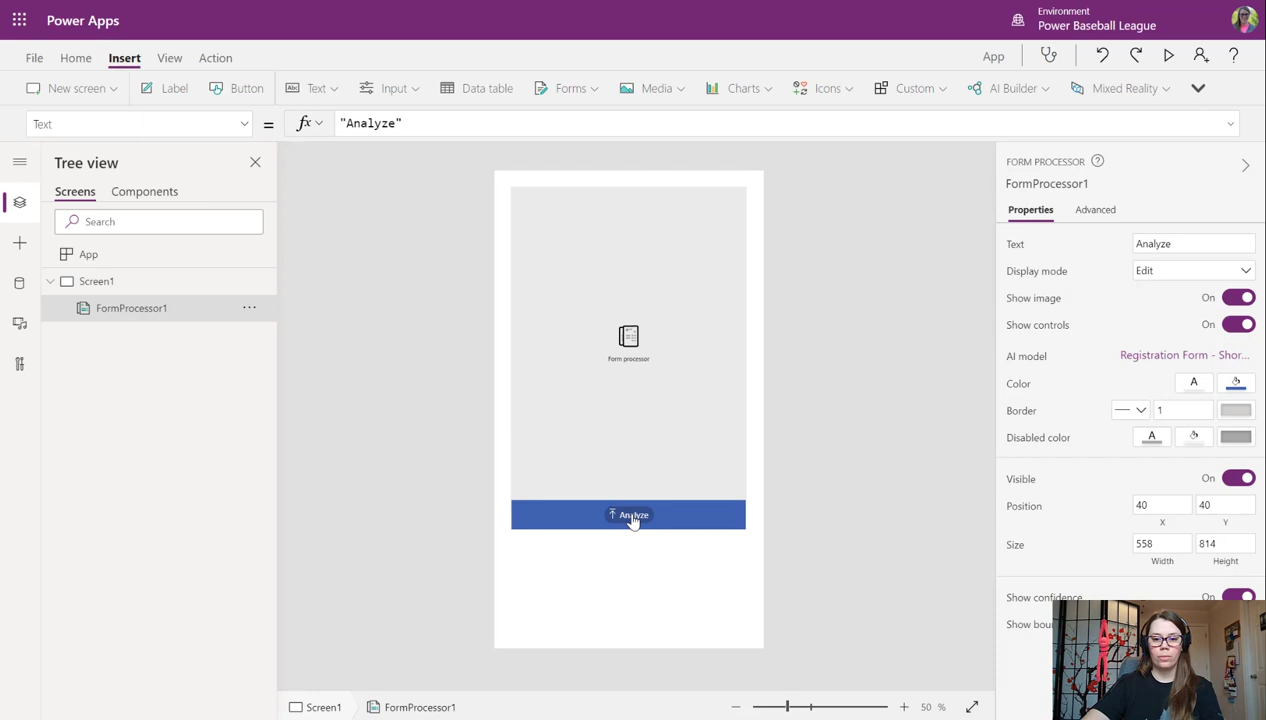 Power Apps
Environment
Power Baseball League
File
Home
Insert
View
Action
App
New screen
Label
Button
Text
Input
Data table
Forms
Media
Charts
Icons
Custom
AI Builder
Mixed Reality
Text
=
fx
"Analyze"
Tree view
Screens
Components
Search
App
Screen1
FormProcessor1
Form processor
Analyze
FORM PROCESSOR
FormProcessor1
Properties
Advanced
Text
Analyze
Display mode
Edit
Show image
On
Show controls
On
AI model
Registration Form - Shor...
Color
Border
1
Disabled color
Visible
On
Position
40
40
X
Y
Size
558
814
Width
Height
Show confidence
On
Show bou
Screen1
FormProcessor1
50 %